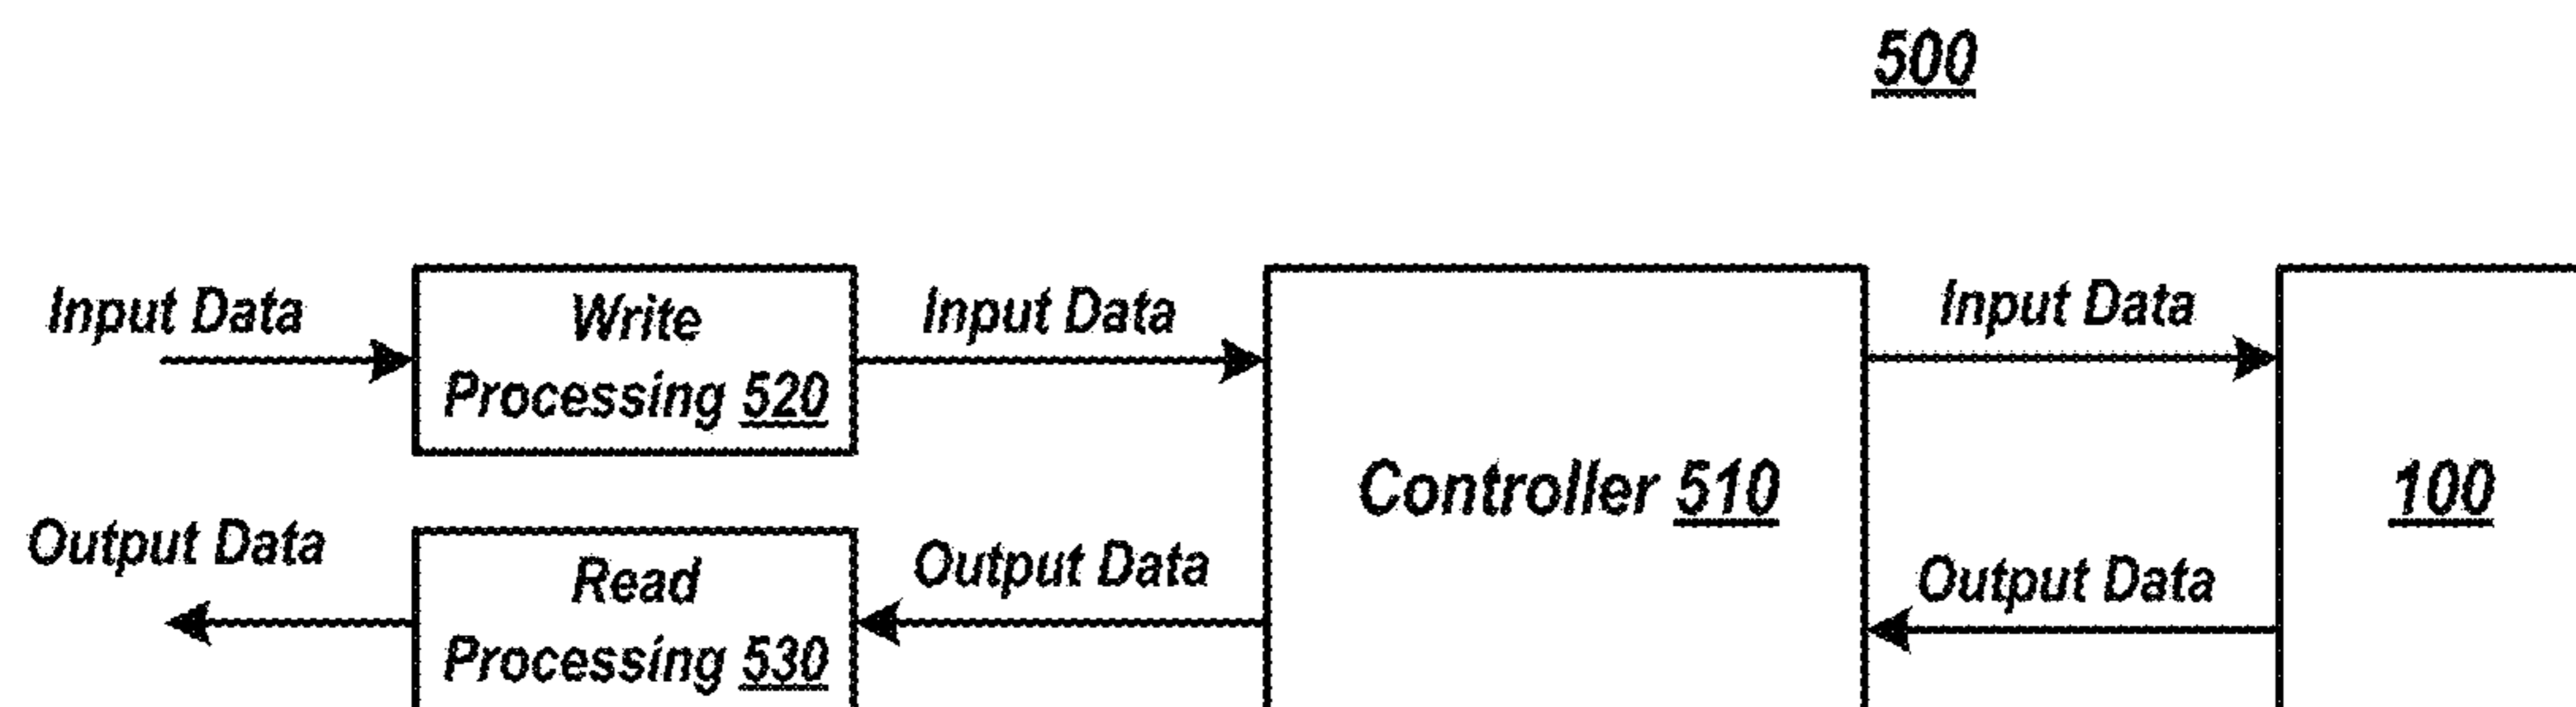 500
Input Data
Write
Processing 520
Input Data
Controller 510
Input Data
100
Output Data
Read
Processing 530
Output Data
Output Data